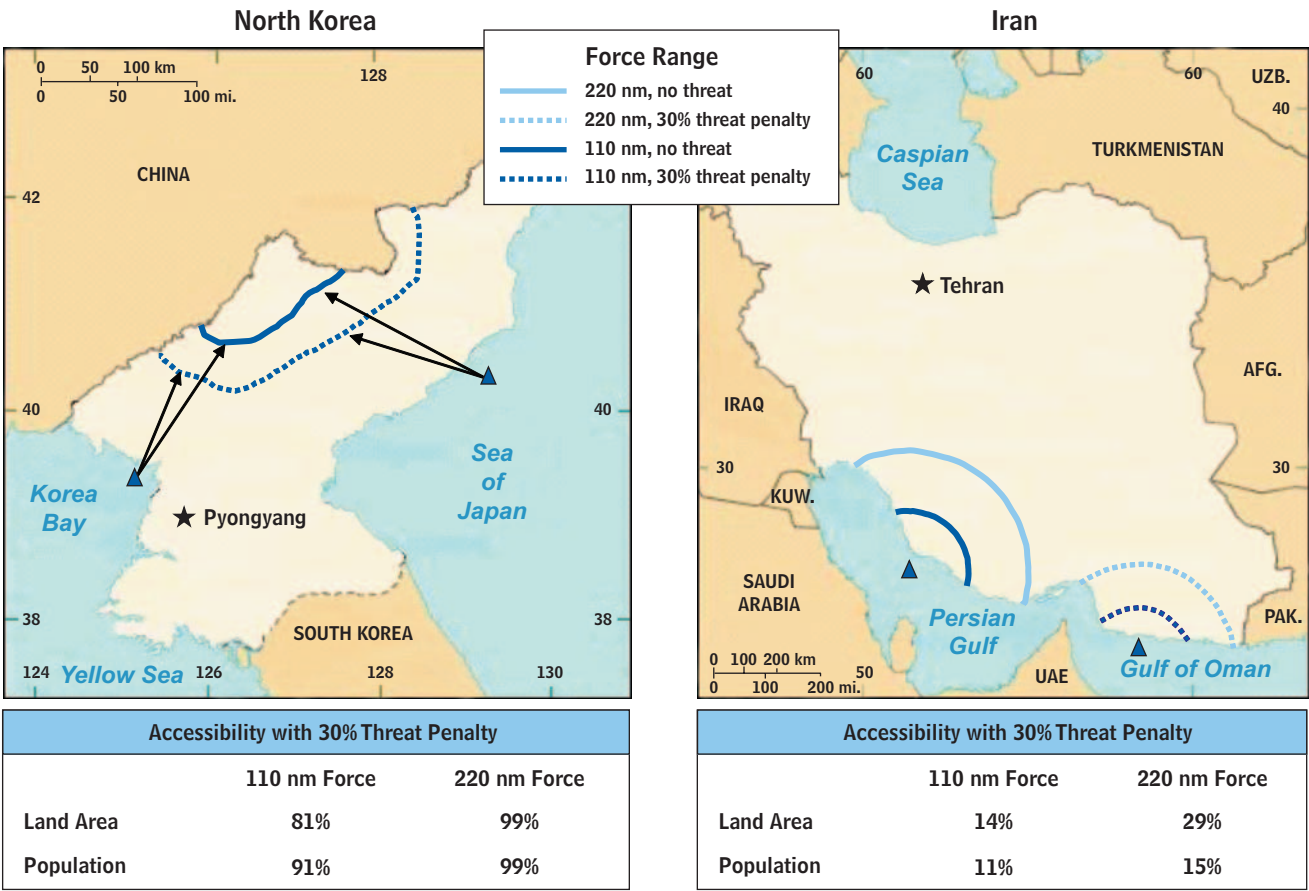 North Korea
Iran
Force Range
220 nm, no threat
220 nm, 30% threat penalty
110 nm, no threat
110 nm, 30% threat penalty
0 50 100 km
0 50 100 mi.
128
CHINA
42
40
40
Korea
Bay
Sea
of
Japan
Pyongyang
38
38
SOUTH KOREA
Yellow Sea
124
126
128
130
60
60
UZB.
40
Caspian
Sea
TURKMENISTAN
Tehran
AFG.
IRAQ
30
30
KUW.
SAUDI
ARABIA
Persian
Gulf
PAK.
Gulf of Oman
UAE
0 100 200 km
50
0 100 200 mi.
Accessibility with 30% Threat Penalty
110 nm Force 220 nm Force
Land Area 81% 99%
Population 91% 99%
Accessibility with 30% Threat Penalty
110 nm Force 220 nm Force
Land Area 14% 29%
Population 11% 15%